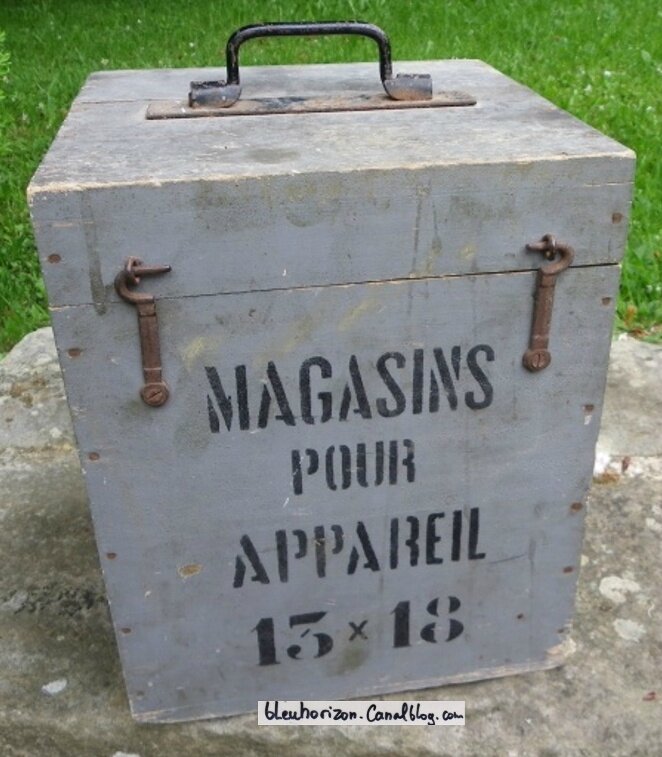 MAGASINS
POUR
APPAREIL
13 x 18
bleuhorizon.Canalblog.com